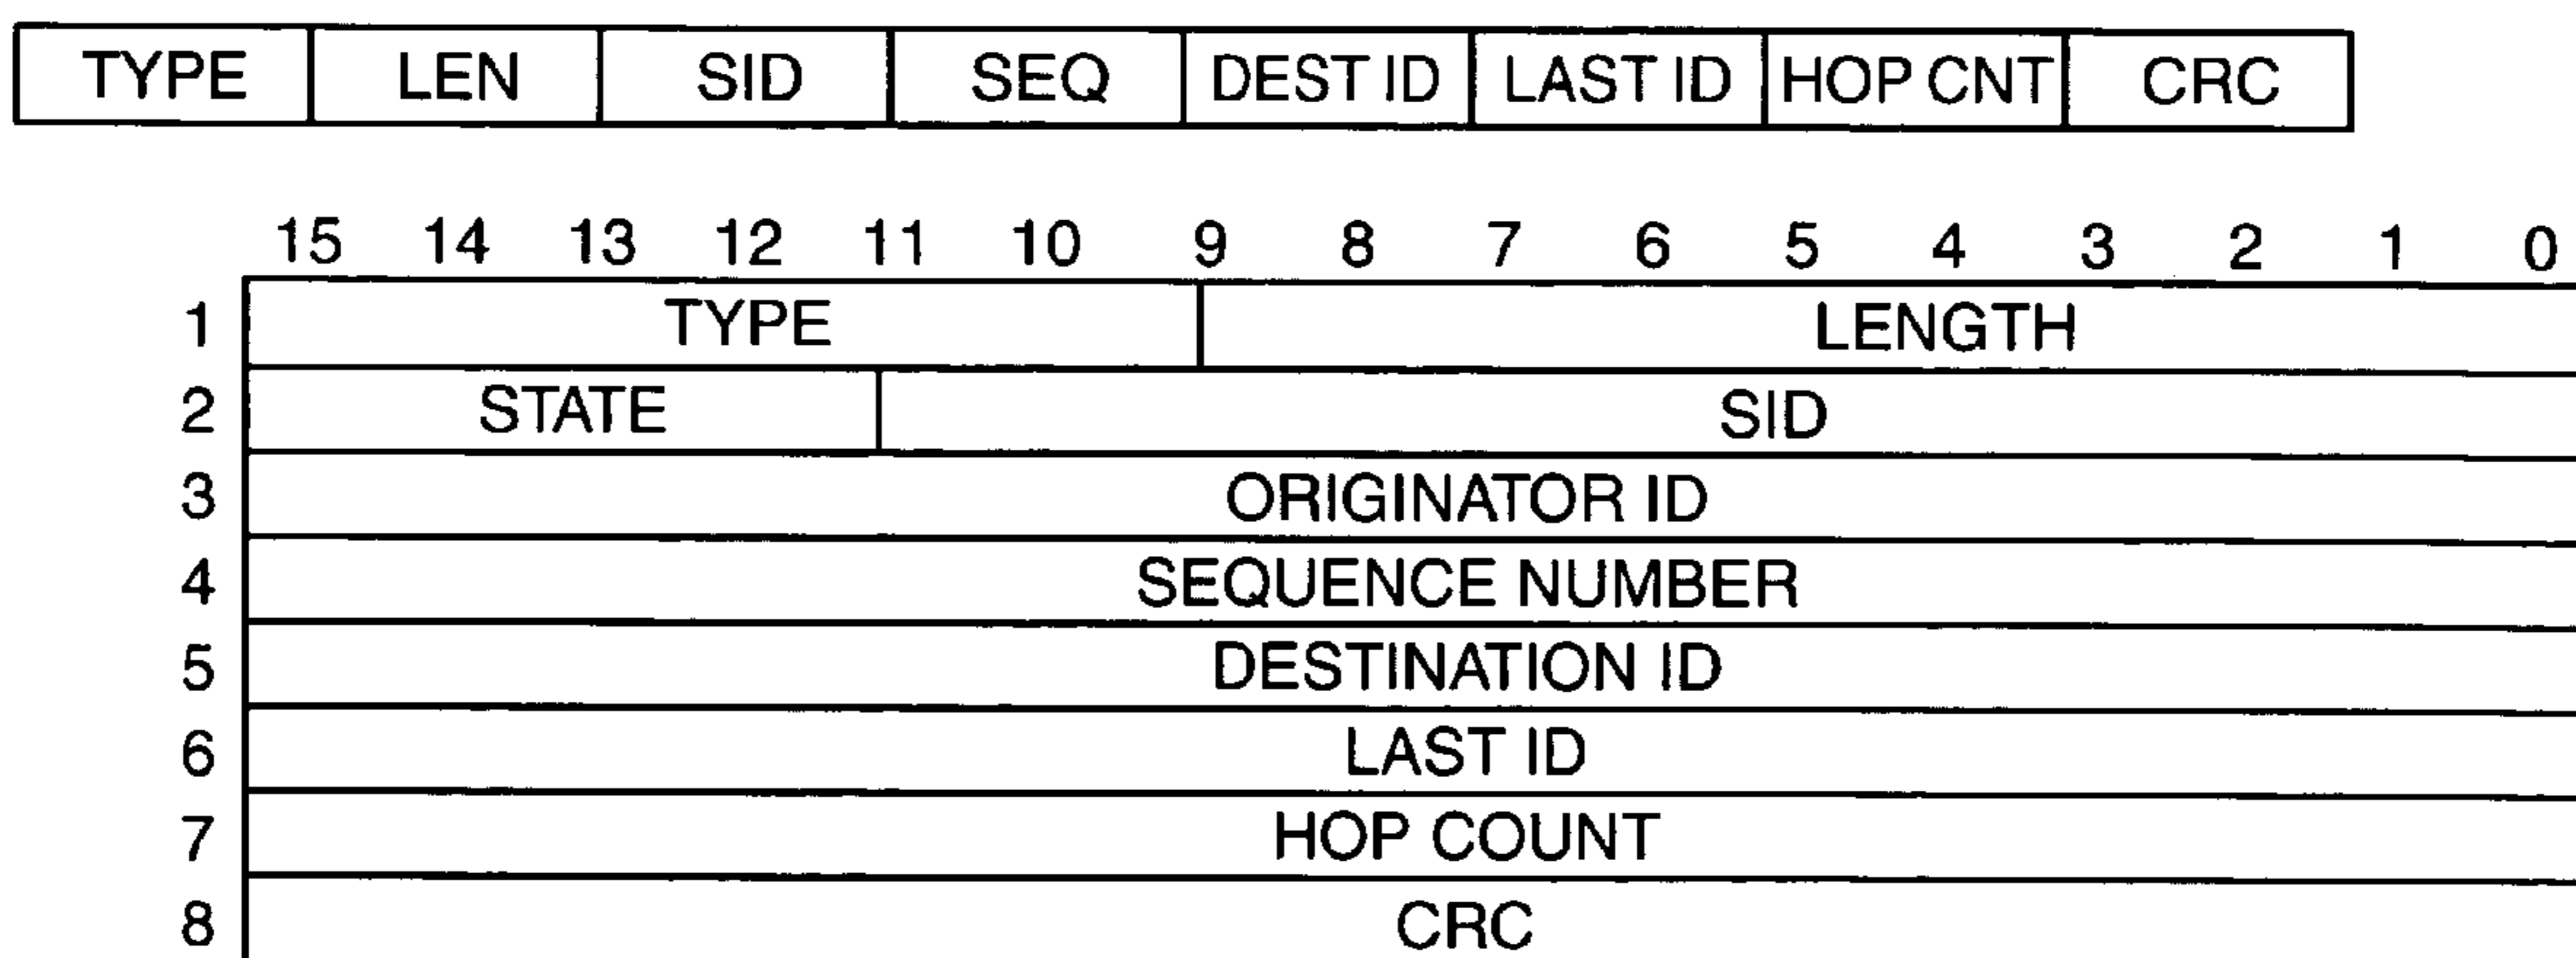 TYPE LEN SID SEQ DEST ID LAST ID HOP CNT CRC
15 14 13 12 11 10 9 8 7 6 5 4 3 2 1 0
1 TYPE LENGTH
2 STATE SID
3 ORIGINATOR ID
4 SEQUENCE NUMBER
5 DESTINATION ID
6 LAST ID
7 HOP COUNT
8 CRC